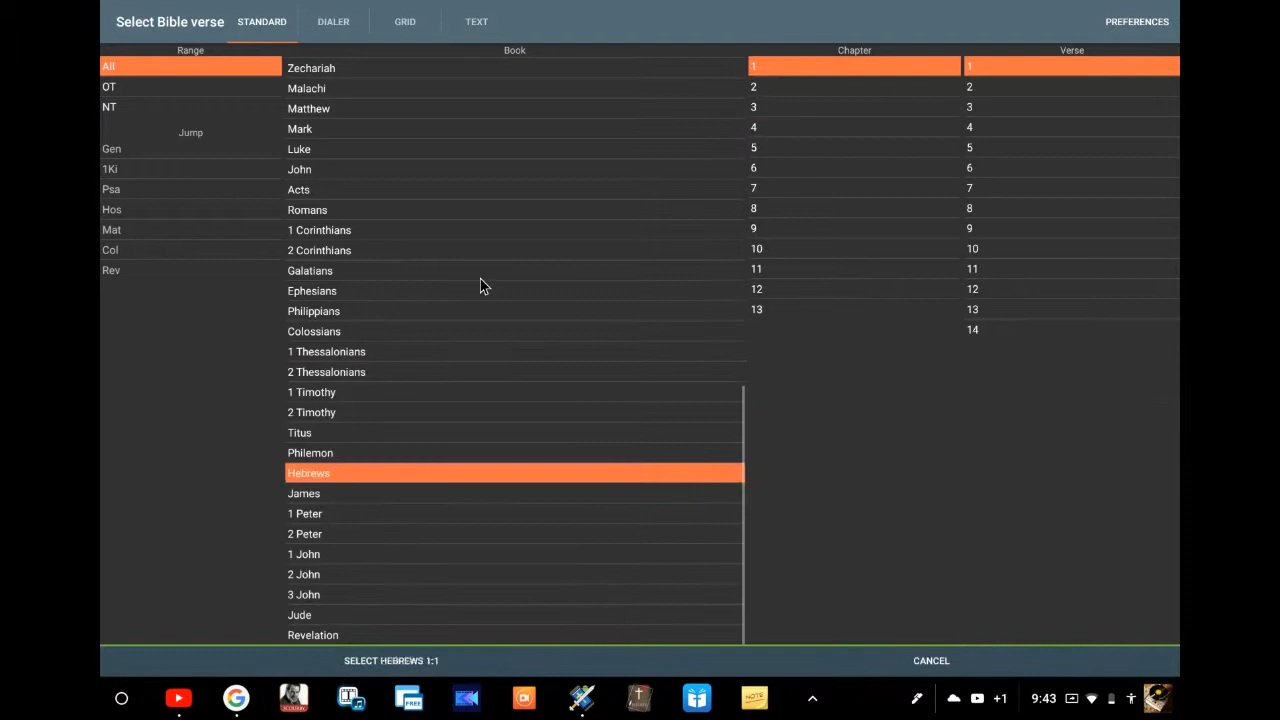 Select Bible verse STANDARD DIALER GRID TEXT PREFERENCES
Range Book Chapter Verse
All
OT
NT
Jump
Gen
1Ki
Psa
Hos
Mat
Col
Rev
Zechariah
Malachi
Matthew
Mark
Luke
John
Acts
Romans
1 Corinthians
2 Corinthians
Galatians
Ephesians
Philippians
Colossians
1 Thessalonians
2 Thessalonians
1 Timothy
2 Timothy
Titus
Philemon
Hebrews
James
1 Peter
2 Peter
1 John
2 John
3 John
Jude
Revelation
1
2
3
4
5
6
7
8
9
10
11
12
13
1
2
3
4
5
6
7
8
9
10
11
12
13
14
SELECT HEBREWS 1:1 CANCEL
SCOURBY FREE NOTE +1 9:43